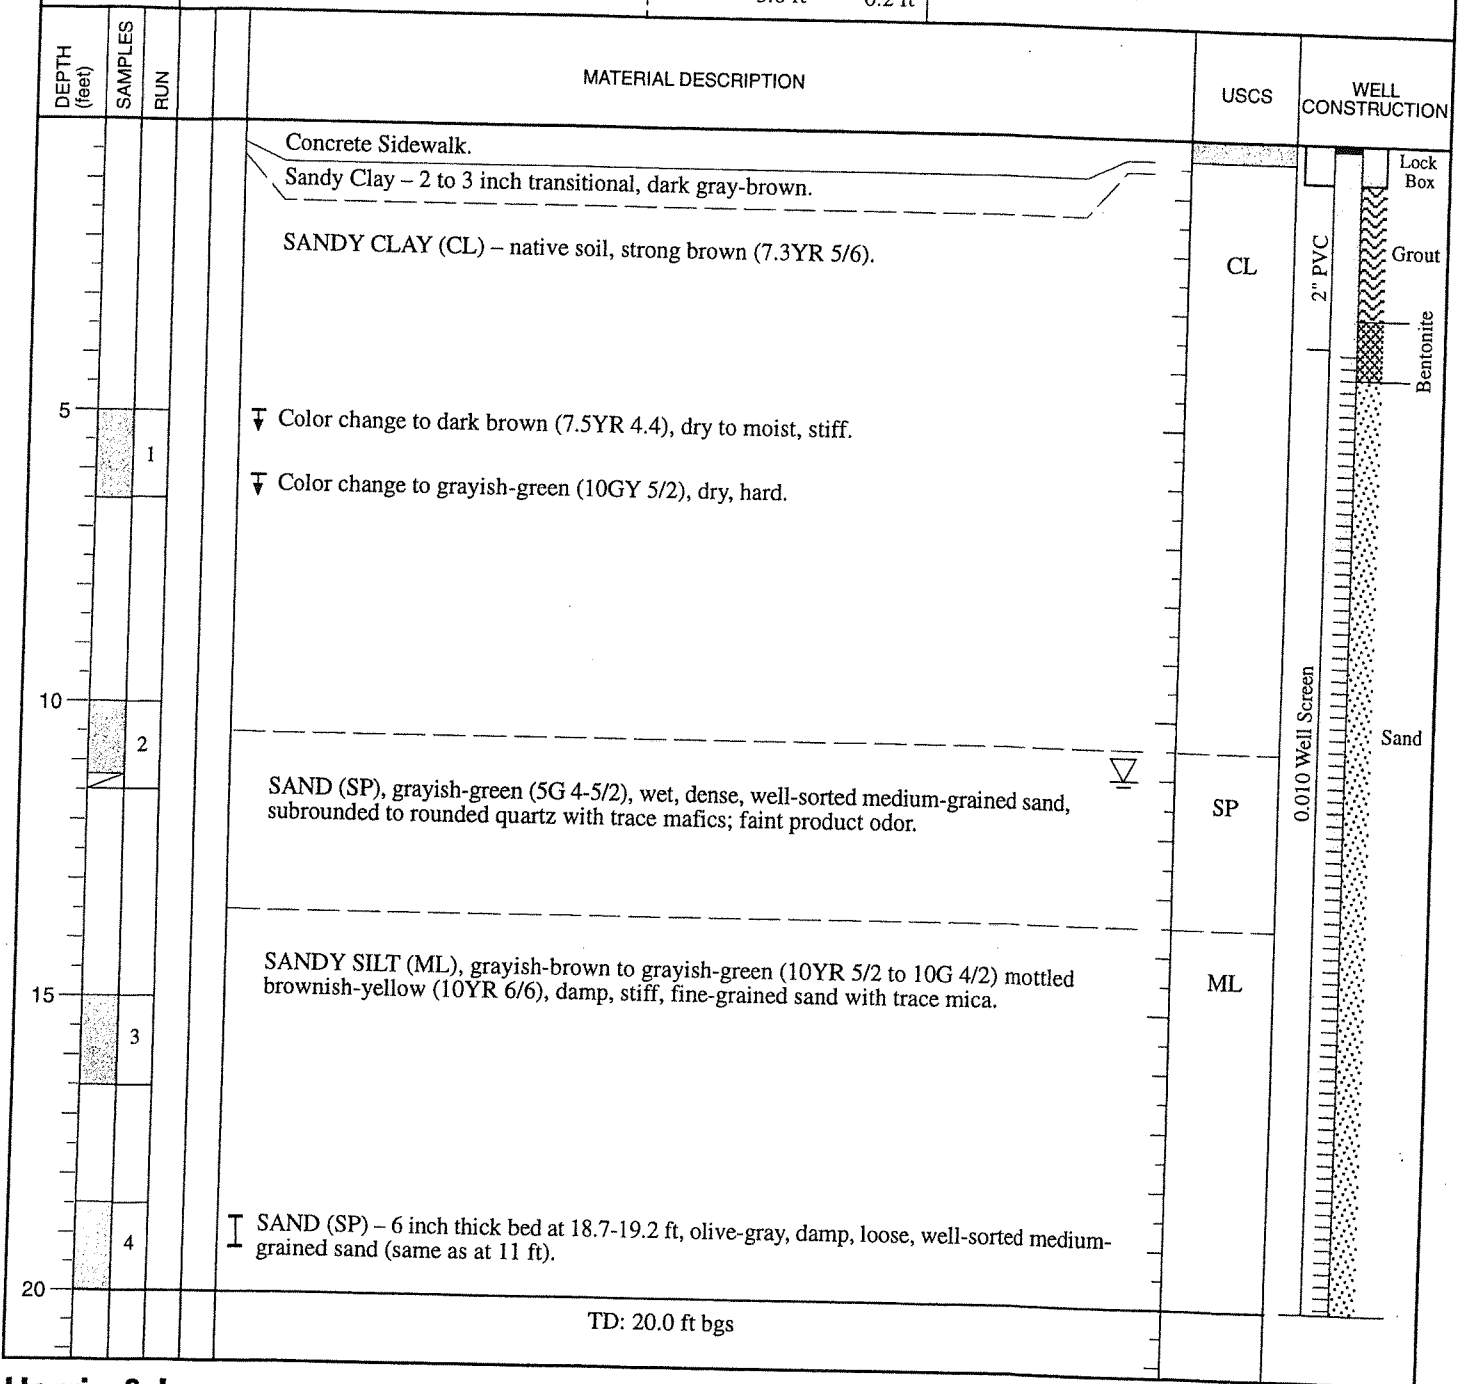 DEPTH
(feet)
SAMPLES
RUN
MATERIAL DESCRIPTION
USCS
WELL
CONSTRUCTION
Concrete Sidewalk.
Sandy Clay – 2 to 3 inch transitional, dark gray-brown.
Lock
Box
SANDY CLAY (CL) – native soil, strong brown (7.3YR 5/6).
CL
2" PVC
Grout
Bentonite
5
1
Color change to dark brown (7.5YR 4.4), dry to moist, stiff.
Color change to grayish-green (10GY 5/2), dry, hard.
10
2
0.010 Well Screen
Sand
SAND (SP), grayish-green (5G 4-5/2), wet, dense, well-sorted medium-grained sand,
subrounded to rounded quartz with trace mafics; faint product odor.
SP
SANDY SILT (ML), grayish-brown to grayish-green (10YR 5/2 to 10G 4/2) mottled
brownish-yellow (10YR 6/6), damp, stiff, fine-grained sand with trace mica.
ML
15
3
4
SAND (SP) – 6 inch thick bed at 18.7-19.2 ft, olive-gray, damp, loose, well-sorted medium-
grained sand (same as at 11 ft).
20
TD: 20.0 ft bgs